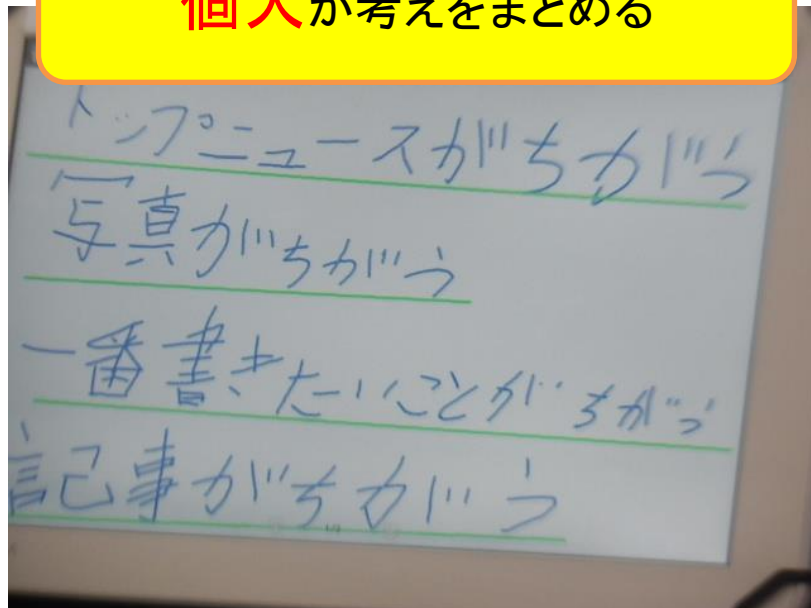 個人が考えをまとめる
トップニュースがちがう
写真がちがう
一番書きたいことがちがう
記事がちがう